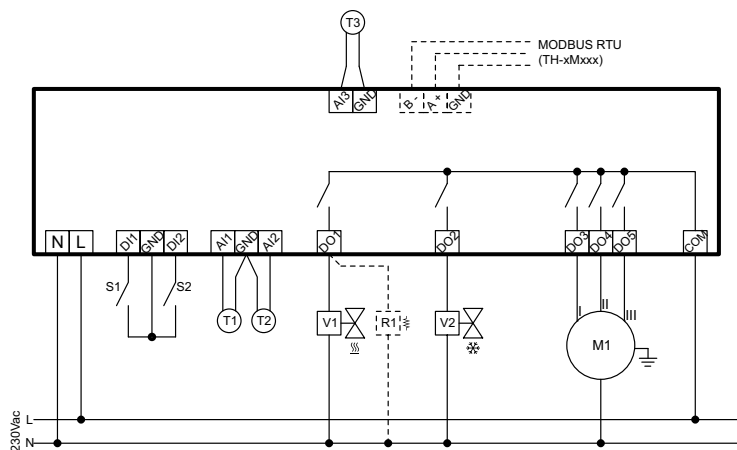 T3
MODBUS RTU
(TH-xMxxx)
AI3 GND B - A + GND
N L DI1 GND DI2 AI1 GND AI2 DO1 DO2 DO3 DO4 DO5 COM
S1 S2
T1 T2
V1 R1 V2
I II III
M1
230Vac
L
N